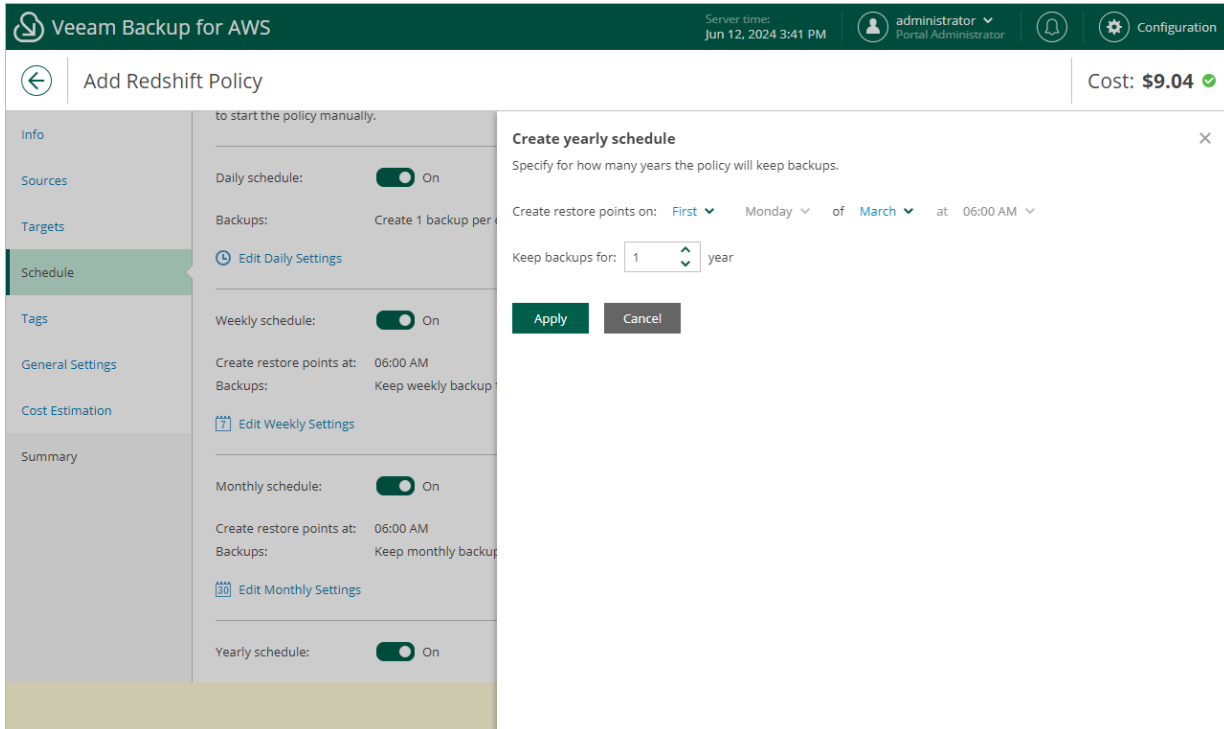 Veeam Backup for AWS
Server time:
Jun 12, 2024 3:41 PM
administrator
Portal Administrator
Configuration
Add Redshift Policy
Cost: $9.04
Info
Sources
Targets
Schedule
Tags
General Settings
Cost Estimation
Summary
to start the policy manually.
Daily schedule: On
Backups: Create 1 backup per
Edit Daily Settings
Weekly schedule: On
Create restore points at: 06:00 AM
Backups: Keep weekly backup
7 Edit Weekly Settings
Monthly schedule: On
Create restore points at: 06:00 AM
Backups: Keep monthly backup
30 Edit Monthly Settings
Yearly schedule: On
Create yearly schedule
Specify for how many years the policy will keep backups.
Create restore points on: First Monday of March at 06:00 AM
Keep backups for: 1 year
Apply Cancel